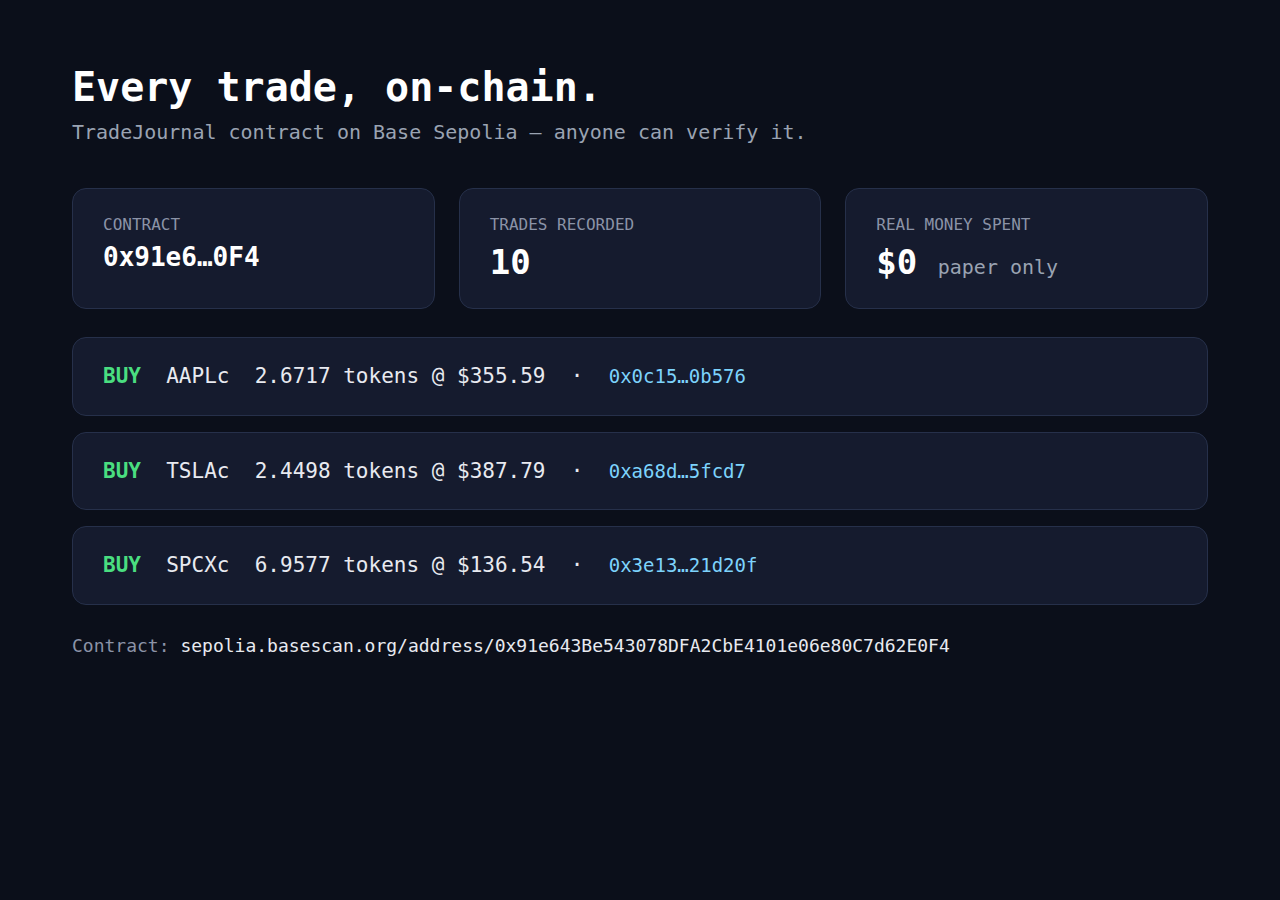 Every trade, on-chain.
TradeJournal contract on Base Sepolia — anyone can verify it.
CONTRACT
0x91e6…0F4
TRADES RECORDED
10
REAL MONEY SPENT
$0 paper only
BUY AAPLc 2.6717 tokens @ $355.59 · 0x0c15…0b576
BUY TSLAc 2.4498 tokens @ $387.79 · 0xa68d…5fcd7
BUY SPCXc 6.9577 tokens @ $136.54 · 0x3e13…21d20f
Contract: sepolia.basescan.org/address/0x91e643Be543078DFA2CbE4101e06e80C7d62E0F4